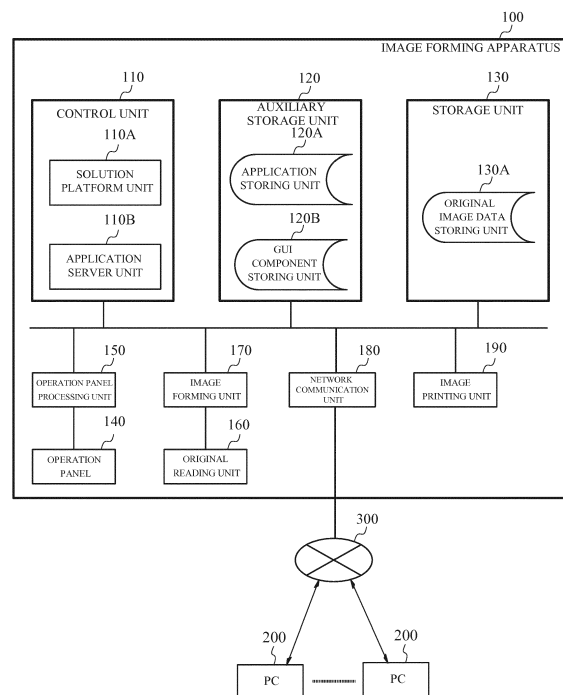 100
IMAGE FORMING APPARATUS
110
120
130
CONTROL UNIT
AUXILIARY
STORAGE UNIT
STORAGE UNIT
110A
SOLUTION
PLATFORM UNIT
120A
APPLICATION
STORING UNIT
130A
ORIGINAL
IMAGE DATA
STORING UNIT
110B
APPLICATION
SERVER UNIT
120B
GUI
COMPONENT
STORING UNIT
150
170
180
190
OPERATION PANEL
PROCESSING UNIT
IMAGE
FORMING UNIT
NETWORK
COMMUNICATION
UNIT
IMAGE
PRINTING UNIT
140
160
OPERATION
PANEL
ORIGINAL
READING UNIT
300
200
200
PC
PC